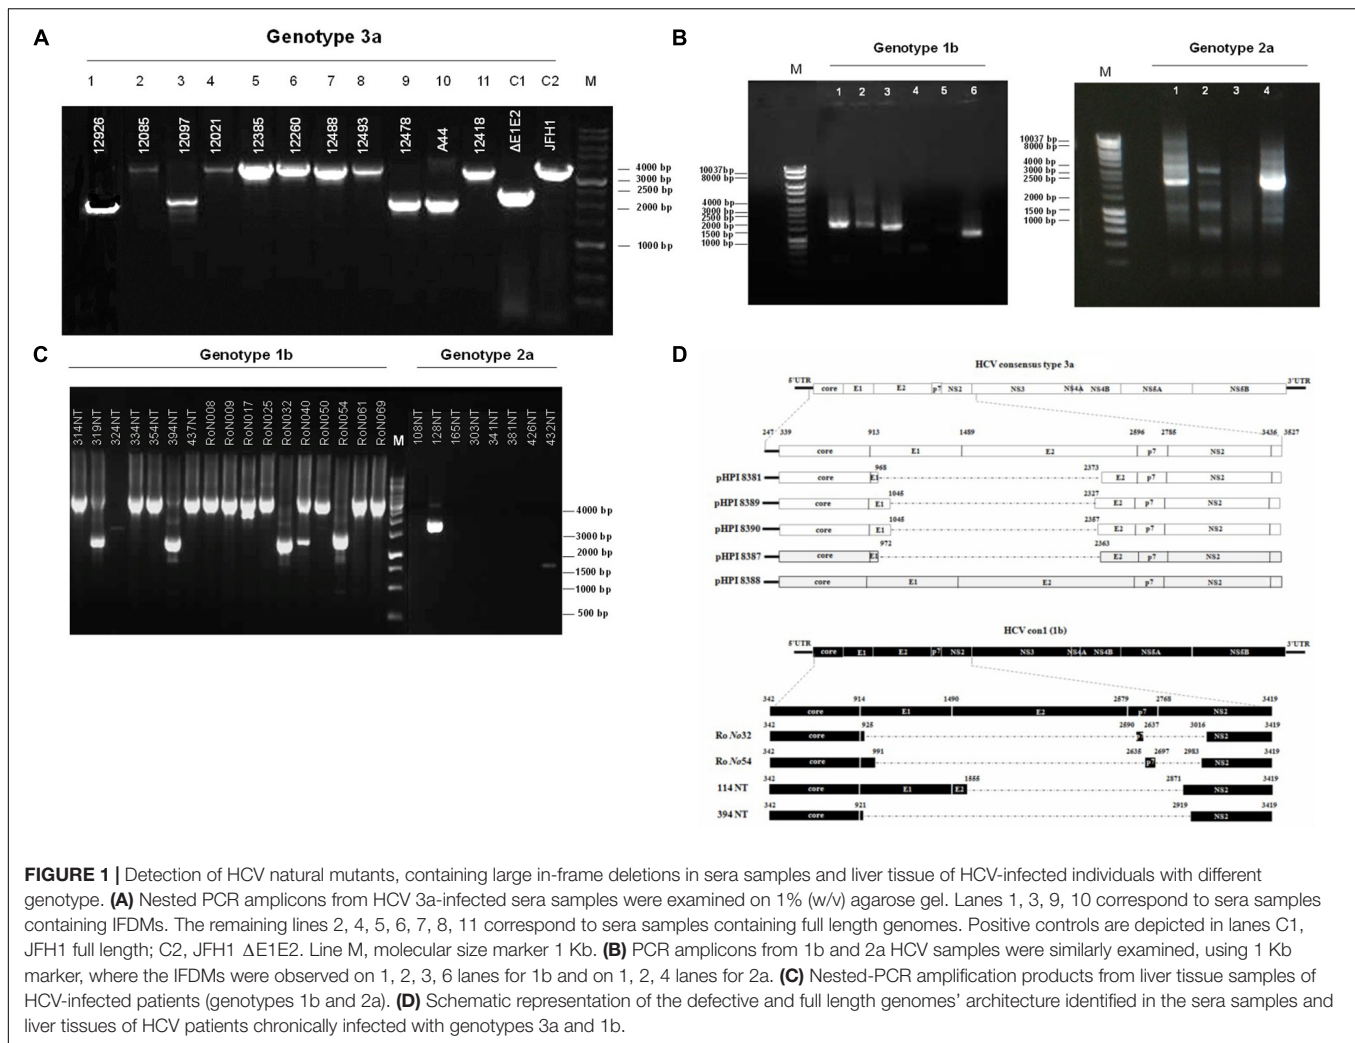 (A)
Genotype 3a
1 2 3 4 5 6 7 8 9 10 11 C1 C2 M
12926 12085 12097 12021 12385 12260 12488 12493 12478 A44 12418 ΔE1E2 JFH1
4000 bp
3000 bp
2500 bp
2000 bp
1000 bp
(B)
Genotype 1b
M
1 2 3 4 5 6
10037bp
8000 bp
4000 bp
3000 bp
2500 bp
2000 bp
1500 bp
1000 bp
Genotype 2a
M
1 2 3 4
10037 bp
8000 bp
4000 bp
3000 bp
2500 bp
2000 bp
1500 bp
1000 bp
(C)
Genotype 1b
Genotype 2a
314NT 319NT 324NT 334NT 354NT 394NT 437NT RoN008 RoN009 RoN017 RoN025 RoN032 RoN040 RoN050 RoN054 RoN061 RoN069 M 108NT 128NT 165NT 303NT 341NT 381NT 426NT 432NT
4000 bp
3000 bp
2000 bp
1500 bp
1000 bp
500 bp
(D)
HCV consensus type 3a
5'UTR core E1 E2 p7 NS2 NS3 NS4A NS4B NS5A NS5B 3'UTR
247 339 913 1489 2596 2785 3436 3527
core E1 E2 p7 NS2
968 2373
pHPI 8381 core E1 E2 p7 NS2
1045 2327
pHPI 8389 core E1 E2 p7 NS2
1045 2357
pHPI 8390 core E1 E2 p7 NS2
972 2363
pHPI 8387 core E1 E2 p7 NS2
pHPI 8388 core E1 E2 p7 NS2
HCV con1 (1b)
5'UTR core E1 E2 p7 NS2 NS3 NS4A NS4B NS5A NS5B 3'UTR
342 914 1490 2579 2768 3419
core E1 E2 p7 NS2
342 925 2590 2637 3016 3419
Ro No32 core p7 NS2
342 991 2635 2697 2983 3419
Ro No54 core p7 NS2
342 1555 2871 3419
114 NT core E1 E2 NS2
342 921 2919 3419
394 NT core NS2
FIGURE 1 | Detection of HCV natural mutants, containing large in-frame deletions in sera samples and liver tissue of HCV-infected individuals with different
genotype. (A) Nested PCR amplicons from HCV 3a-infected sera samples were examined on 1% (w/v) agarose gel. Lanes 1, 3, 9, 10 correspond to sera samples
containing IFDMs. The remaining lines 2, 4, 5, 6, 7, 8, 11 correspond to sera samples containing full length genomes. Positive controls are depicted in lanes C1,
JFH1 full length; C2, JFH1 ΔE1E2. Line M, molecular size marker 1 Kb. (B) PCR amplicons from 1b and 2a HCV samples were similarly examined, using 1 Kb
marker, where the IFDMs were observed on 1, 2, 3, 6 lanes for 1b and on 1, 2, 4 lanes for 2a. (C) Nested-PCR amplification products from liver tissue samples of
HCV-infected patients (genotypes 1b and 2a). (D) Schematic representation of the defective and full length genomes' architecture identified in the sera samples and
liver tissues of HCV patients chronically infected with genotypes 3a and 1b.